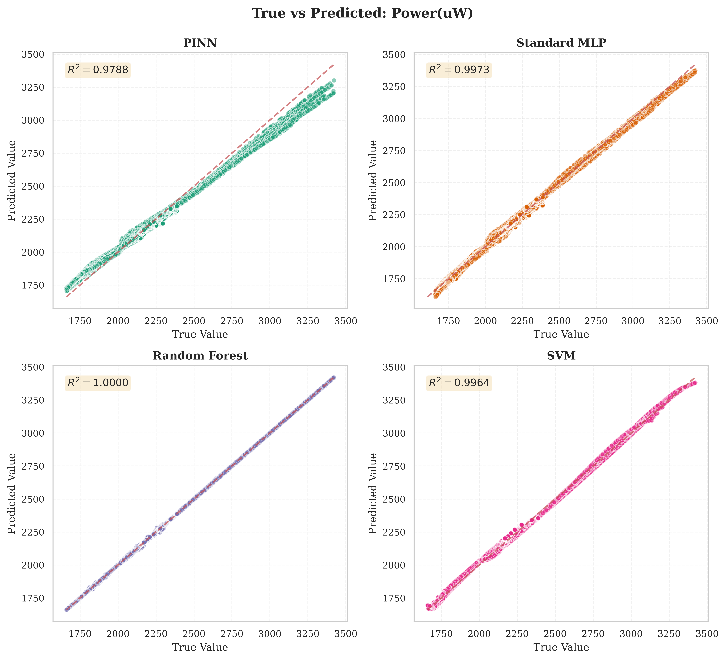 True vs Predicted: Power(uW)
PINN
R² = 0.9788
3500
3250
3000
2750
2500
2250
2000
1750
Predicted Value
1750 2000 2250 2500 2750 3000 3250 3500
True Value
Standard MLP
R² = 0.9973
3500
3250
3000
2750
2500
2250
2000
1750
Predicted Value
1750 2000 2250 2500 2750 3000 3250 3500
True Value
Random Forest
R² = 1.0000
3500
3250
3000
2750
2500
2250
2000
1750
Predicted Value
1750 2000 2250 2500 2750 3000 3250 3500
True Value
SVM
R² = 0.9964
3500
3250
3000
2750
2500
2250
2000
1750
Predicted Value
1750 2000 2250 2500 2750 3000 3250 3500
True Value